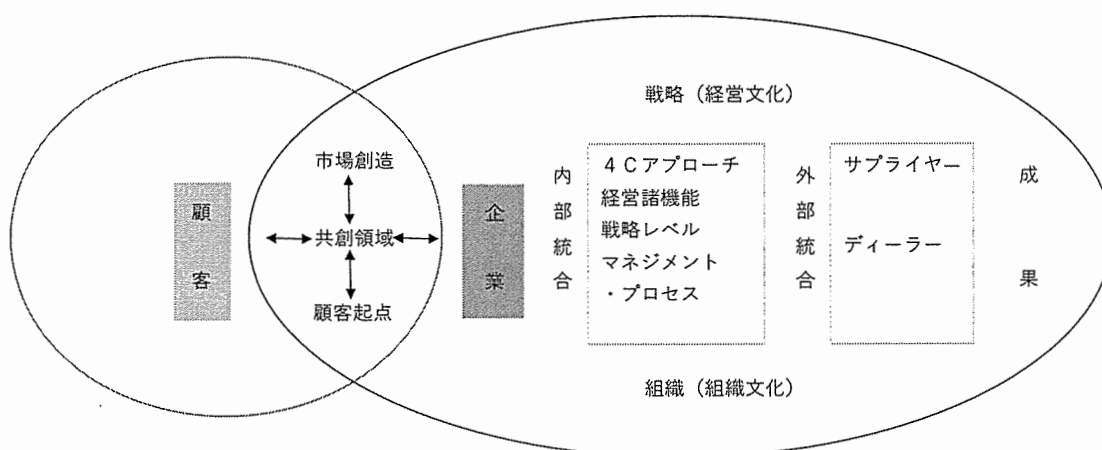 戦略（経営文化）
市場創造
共創領域
顧客起点
顧客
企業
内部統合
４Ｃアプローチ
経営諸機能
戦略レベル
マネジメント
・プロセス
外部統合
サプライヤー
ディーラー
成果
組織（組織文化）